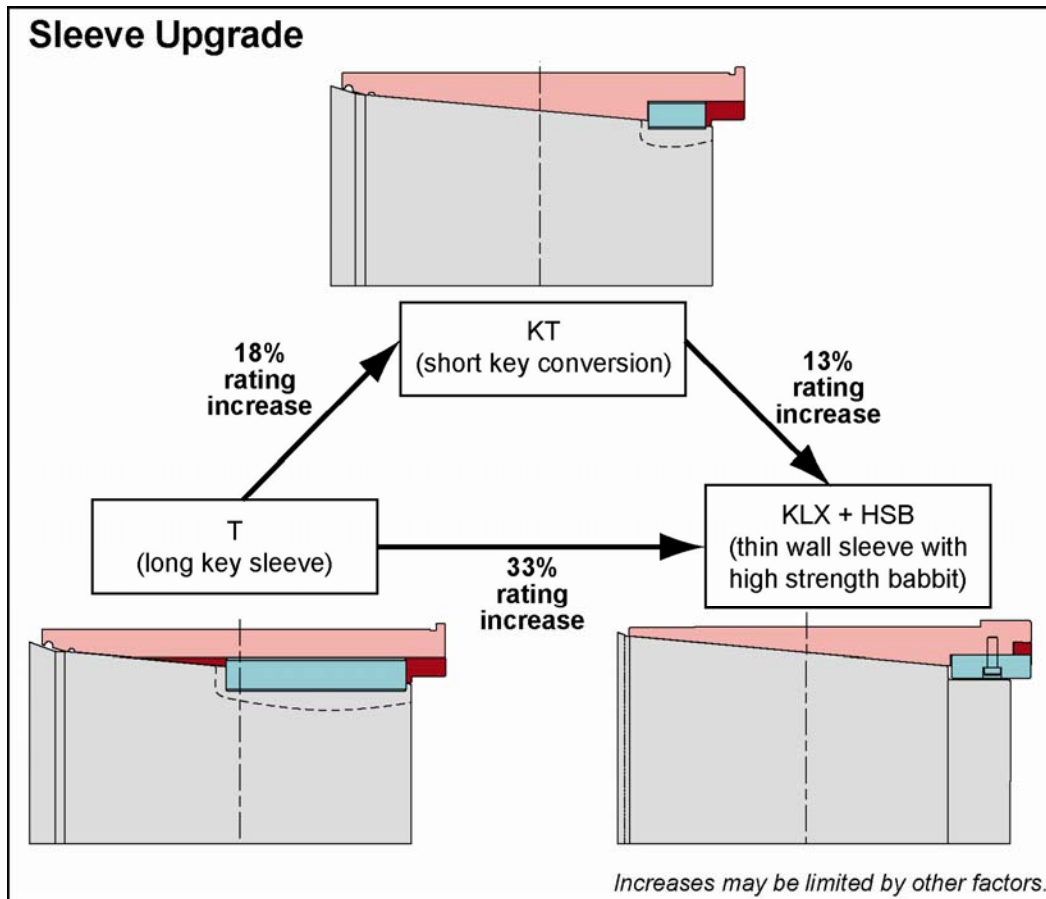 Sleeve Upgrade
KT
(short key conversion)
18%
rating
increase
13%
rating
increase
T
(long key sleeve)
KLX + HSB
(thin wall sleeve with
high strength babbit)
33%
rating
increase
Increases may be limited by other factors.